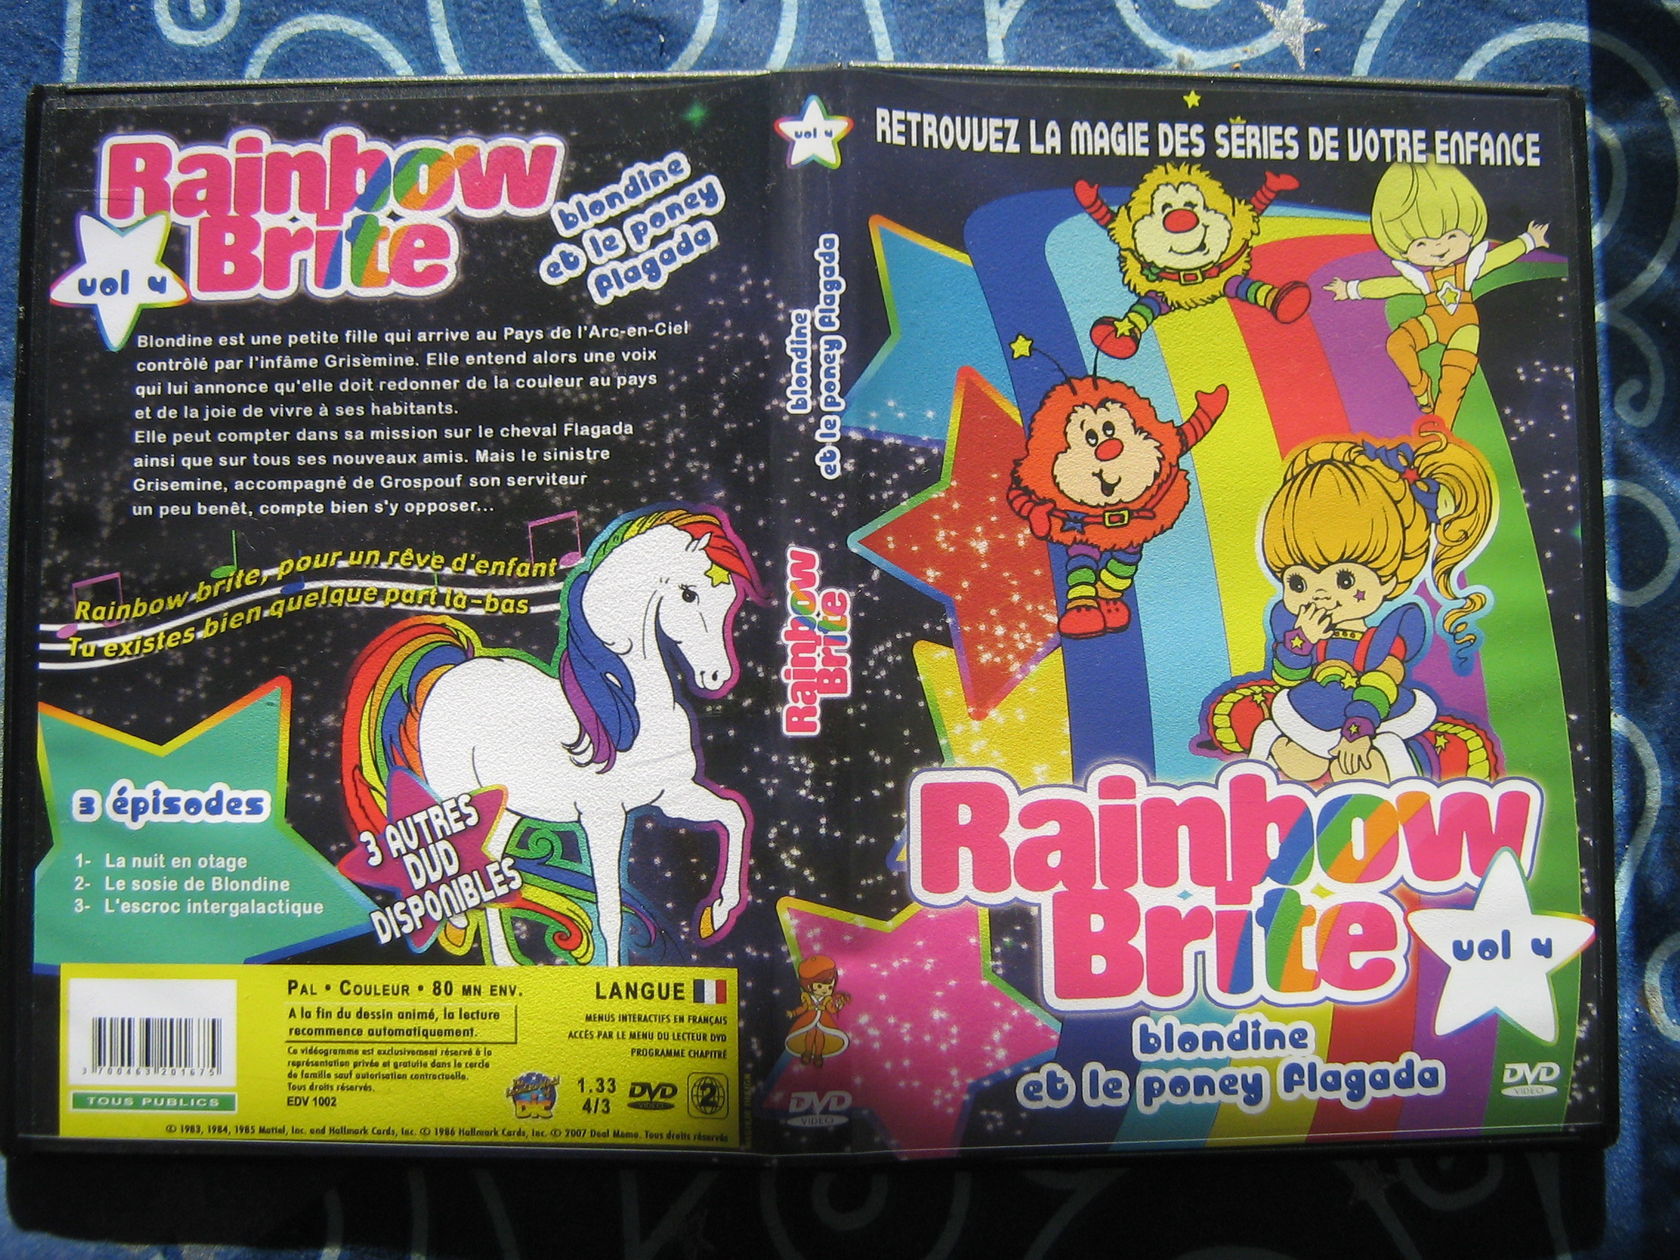 Rainbow
Brite
vol 4
blondine
et le poney
flagada
Blondine est une petite fille qui arrive au Pays de l'Arc-en-Ciel
contrôlé par l'infâme Grisemine. Elle entend alors une voix
qui lui annonce qu'elle doit redonner de la couleur au pays
et de la joie de vivre à ses habitants.
Elle peut compter dans sa mission sur le cheval Flagada
ainsi que sur tous ses nouveaux amis. Mais le sinistre
Grisemine, accompagné de Grospouf son serviteur
un peu benêt, compte bien s'y opposer...
Rainbow brite, pour un rêve d'enfant
Tu existes bien quelque part là-bas
3 épisodes
1- La nuit en otage
2- Le sosie de Blondine
3- L'escroc intergalactique
3 AUTRES
DVD
DISPONIBLES
3 700463 201675
TOUS PUBLICS
PAL • COULEUR • 80 MN ENV.
A la fin du dessin animé, la lecture
recommence automatiquement.
Ce vidéogramme est exclusivement réservé à la
représentation privée et gratuite dans le cercle
de famille sauf autorisation contractuelle.
Tous droits réservés.
EDV 1002
LANGUE
MENUS INTERACTIFS EN FRANÇAIS
ACCÈS PAR LE MENU DU LECTEUR DVD
PROGRAMME CHAPITRÉ
1.33
4/3
DVD
VIDEO
2
© 1983, 1984, 1985 Mattel, Inc. and Hallmark Cards, Inc. © 1986 Hallmark Cards, Inc. © 2007 Deal Memo. Tous droits réservés
vol 4
blondine
et le poney flagada
Rainbow
Brite
DVD
VIDEO
RETROUVEZ LA MAGIE DES SÉRIES DE VOTRE ENFANCE
Rainbow
Brite
vol 4
blondine
et le poney flagada
DVD
VIDEO